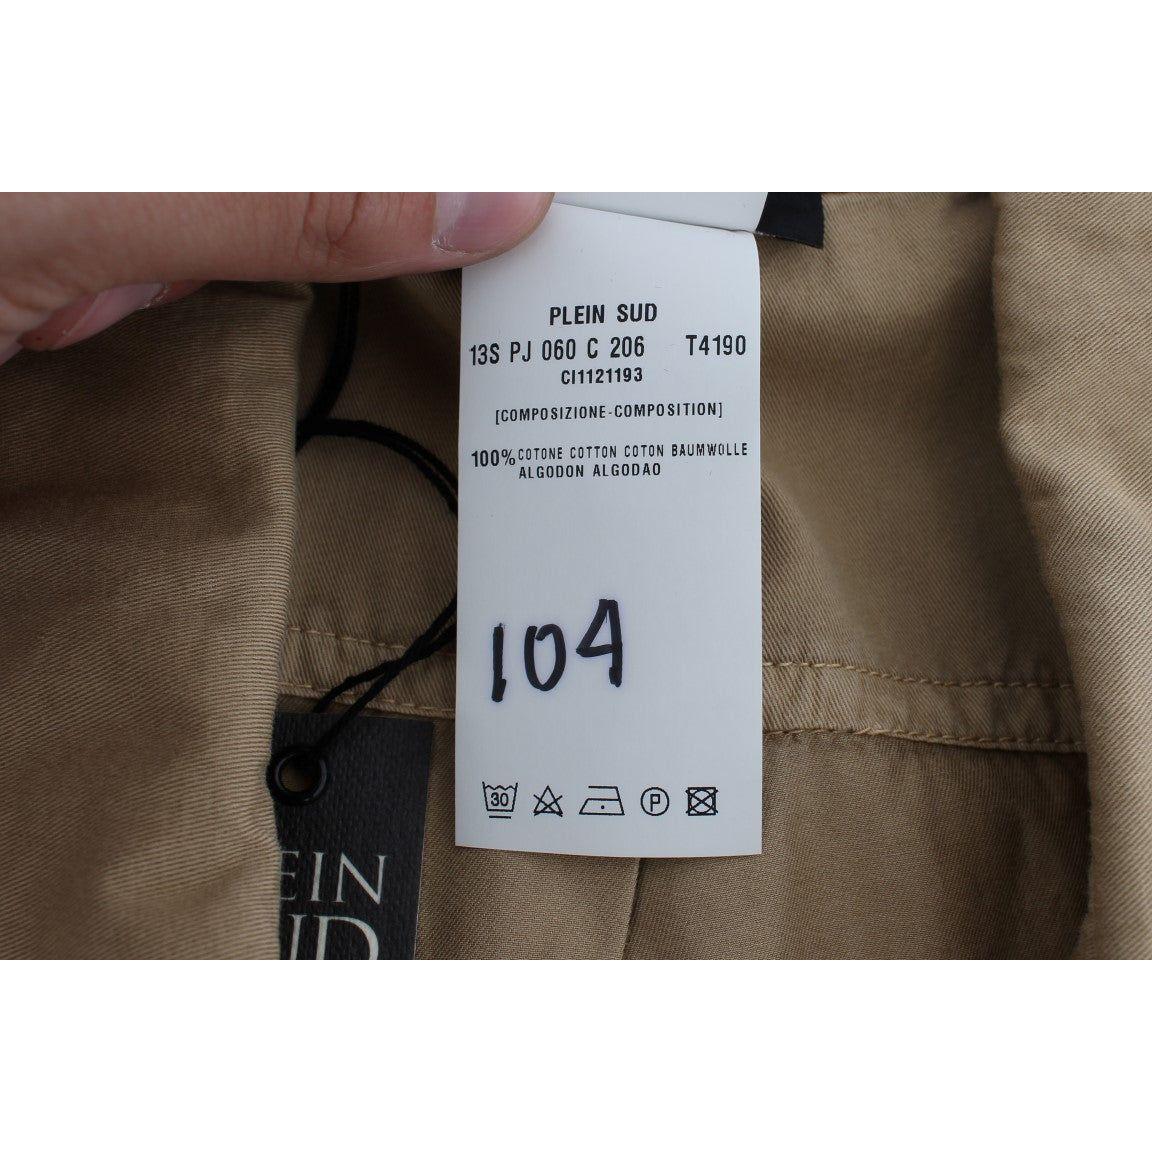 PLEIN SUD
13S PJ 060 C 206 T4190
CI1121193
[COMPOSIZIONE-COMPOSITION]
100% COTONE COTTON COTON BAUMWOLLE
ALGODON ALGODAO
104
30
P
EIN
UD